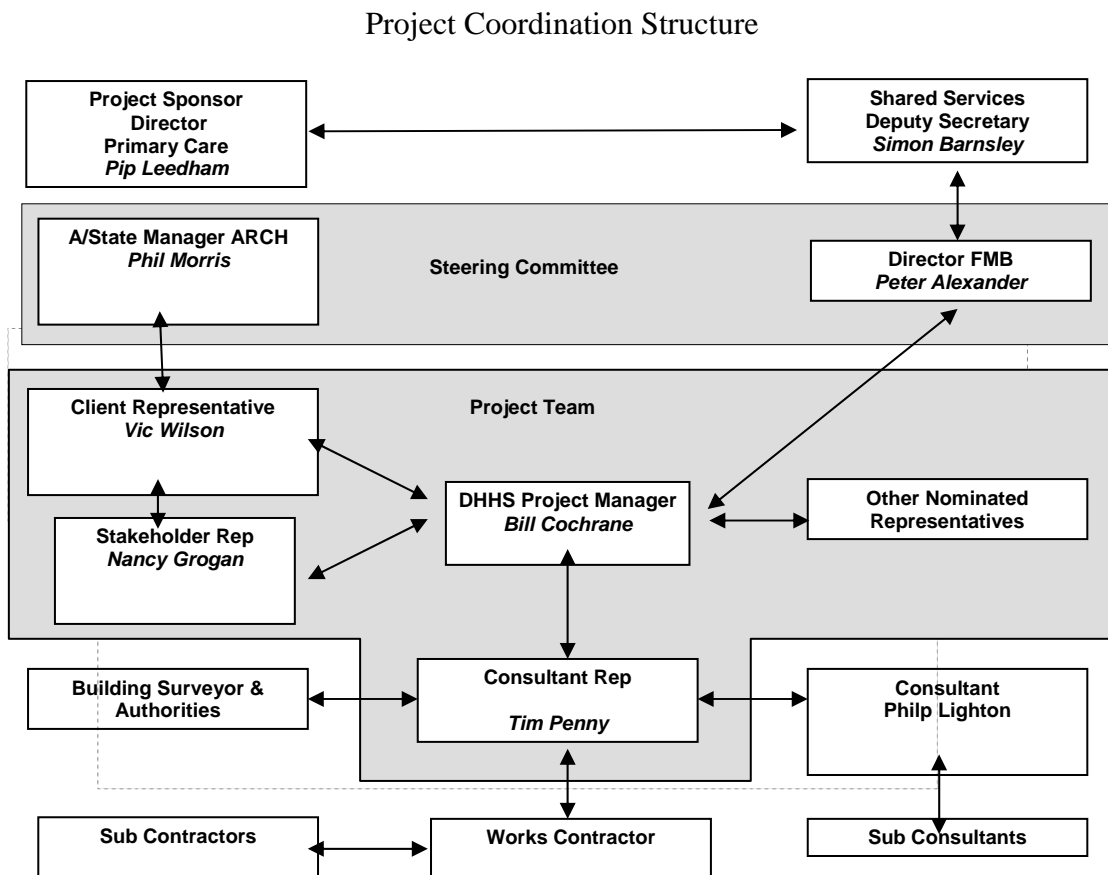 Project Coordination Structure
Project Sponsor
Director
Primary Care
Pip Leedham
Shared Services
Deputy Secretary
Simon Barnsley
A/State Manager ARCH
Phil Morris
Steering Committee
Director FMB
Peter Alexander
Client Representative
Vic Wilson
Project Team
DHHS Project Manager
Bill Cochrane
Other Nominated
Representatives
Stakeholder Rep
Nancy Grogan
Building Surveyor &
Authorities
Consultant Rep
Tim Penny
Consultant
Philp Lighton
Sub Contractors
Works Contractor
Sub Consultants